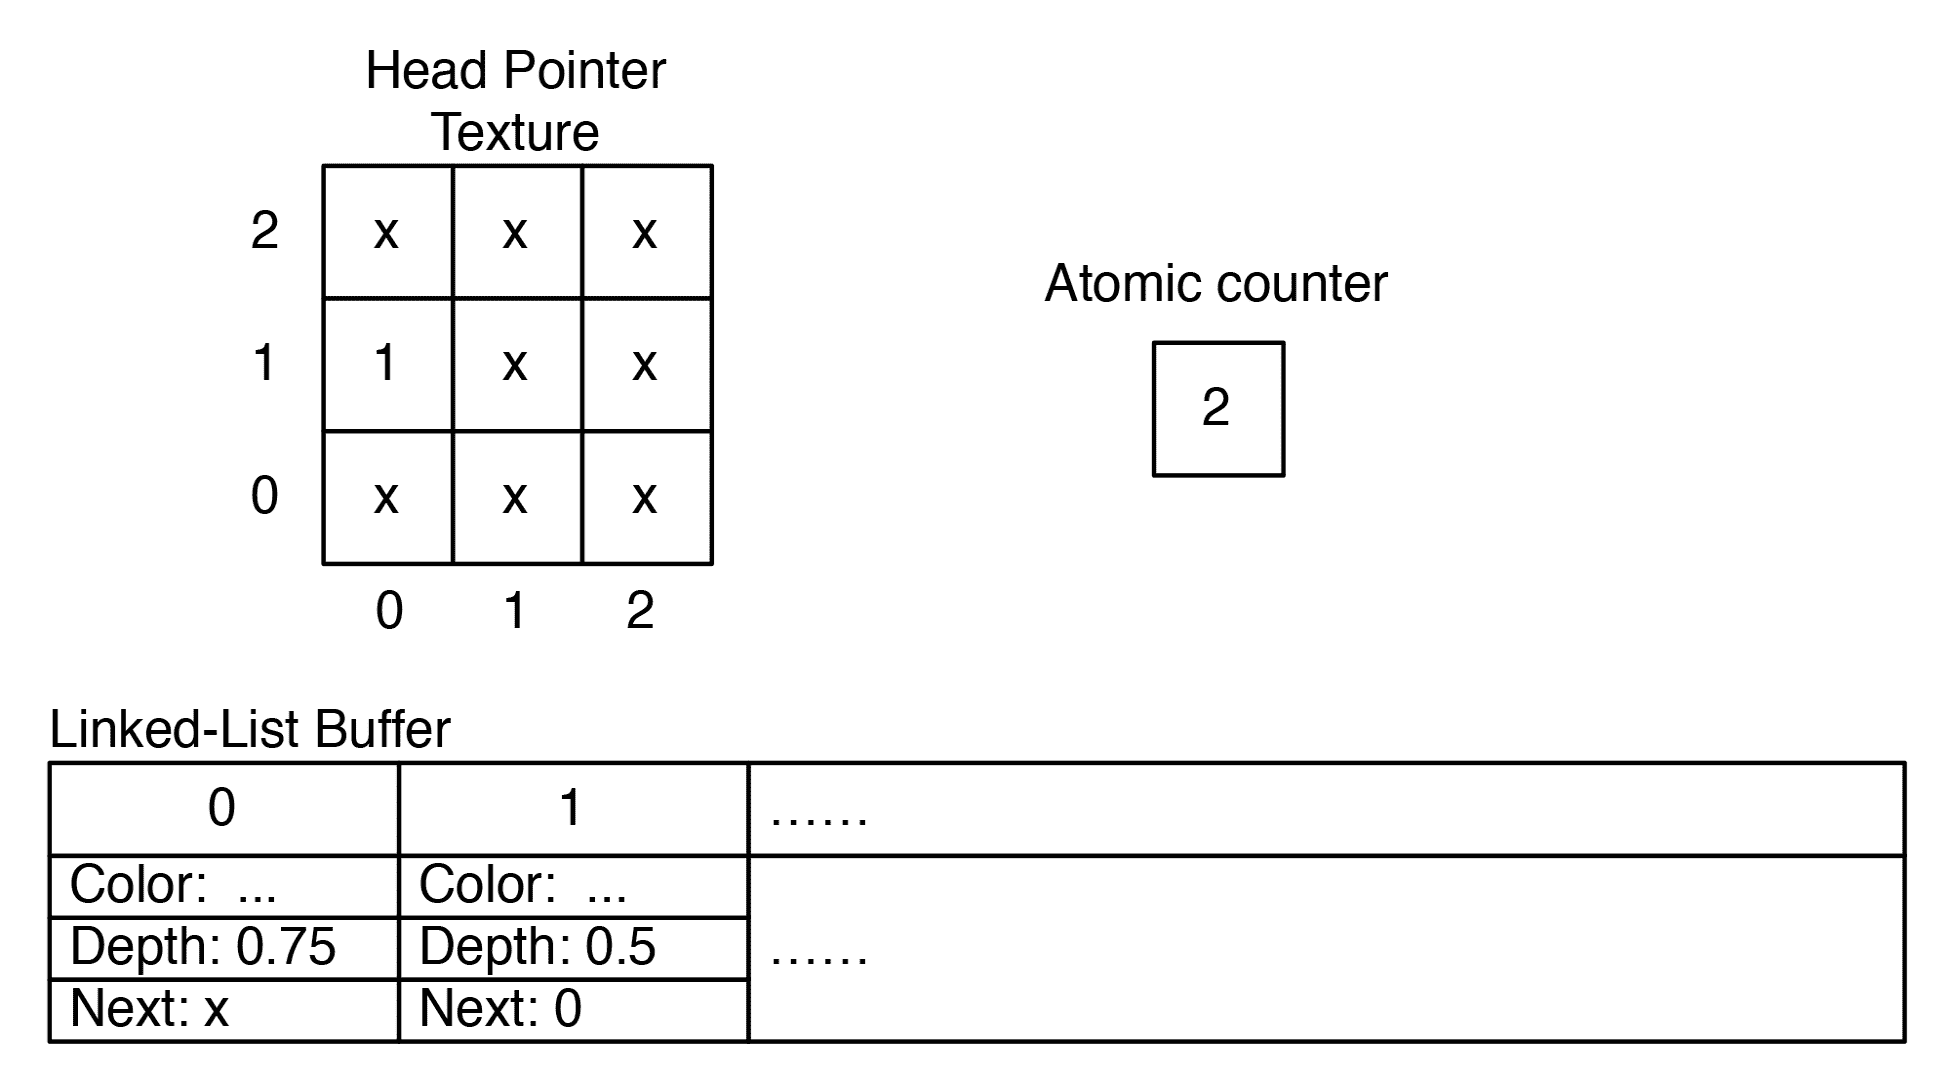 Head Pointer
Texture
2 x x x
1 1 x x
0 x x x
0 1 2
Atomic counter
2
Linked-List Buffer
0 1 ......
Color: ... Color: ...
Depth: 0.75 Depth: 0.5 ......
Next: x Next: 0